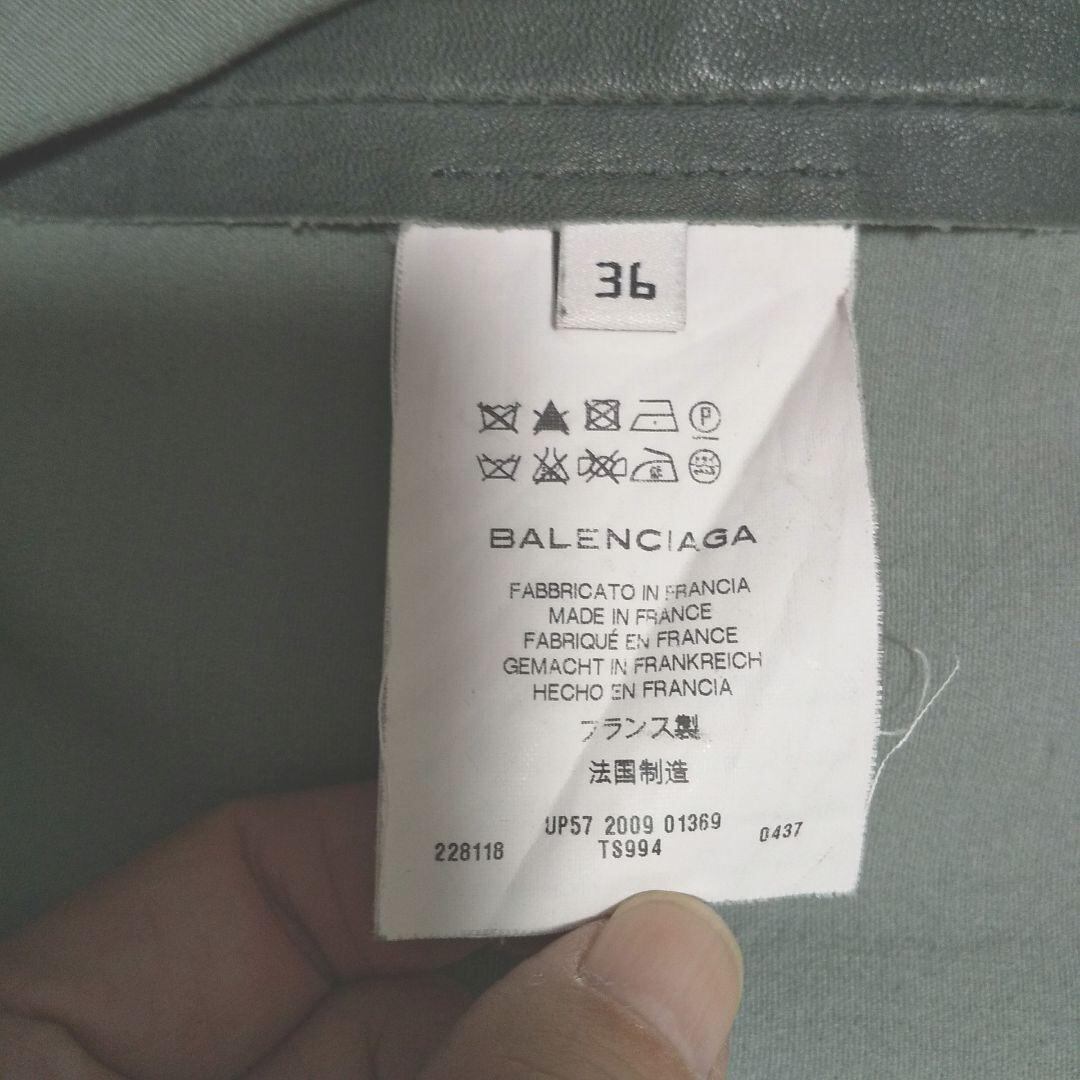 36
BALENCIAGA
FABBRICATO IN FRANCIA
MADE IN FRANCE
FABRIQUÉ EN FRANCE
GEMACHT IN FRANKREICH
HECHO EN FRANCIA
フランス製
法国制造
UP57 2009 01369
228118 TS994 0437